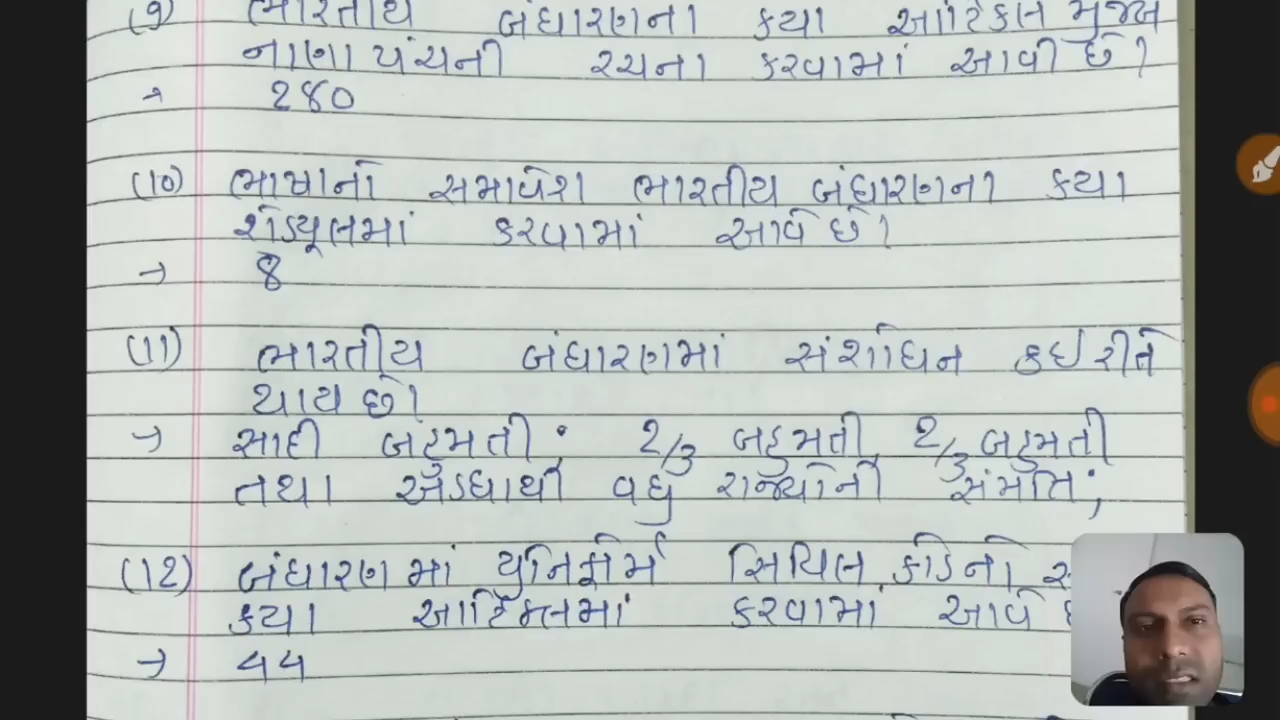 (9) ભારતીય બંધારણના કયા આર્ટિકલ મુજબ
નાણા પંચની રચના કરવામાં આવી છે।
→ 280
(10) ભાષાનો સમાવેશ ભારતીય બંધારણના કયા
શેડ્યૂલમાં કરવામાં આવે છે।
→ 8
(11) ભારતીય બંધારણમાં સંશોધન કઇ રીતે
થાય છે।
→ સાદી બહુમતી; 2/3 બહુમતી, 2/3 બહુમતી
તથા અડધાથી વધુ રાજ્યોની સંમતિ;
(12) બંધારણ માં યુનિફોર્મ સિવિલ કોડનો
કયા આર્ટિકલમાં કરવામાં આવે
→ 44